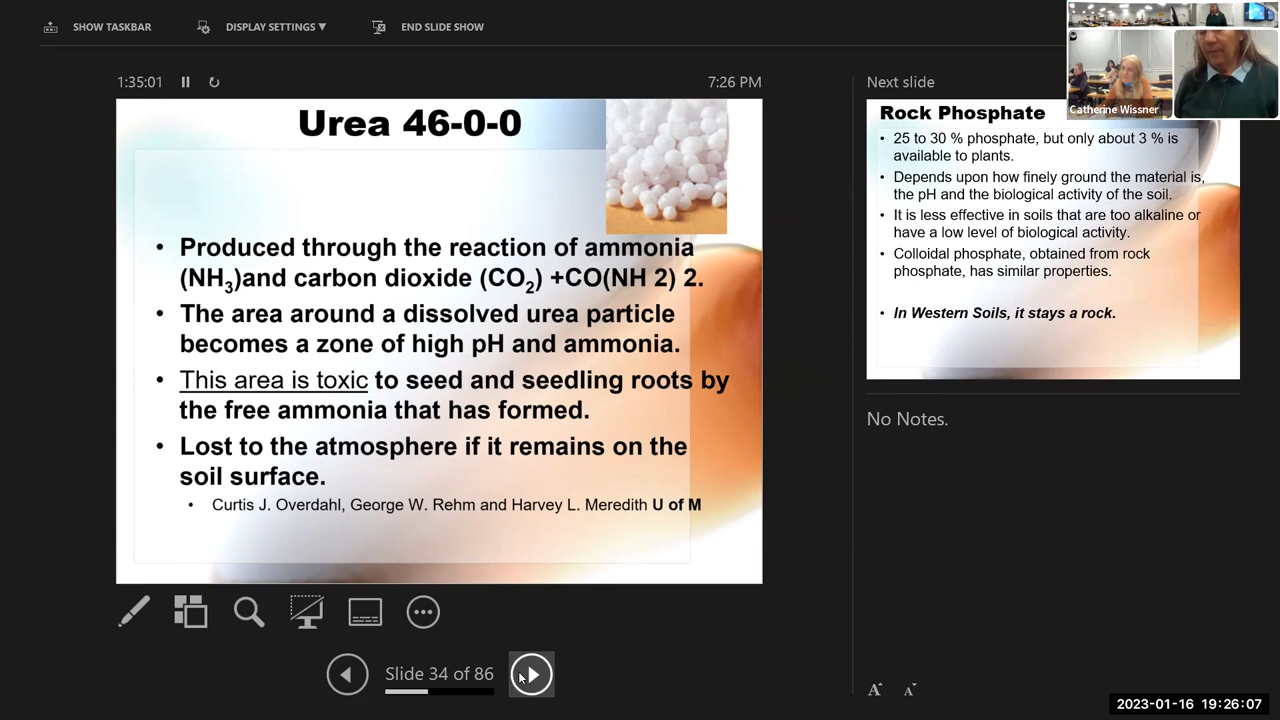 SHOW TASKBAR
DISPLAY SETTINGS ▼
END SLIDE SHOW
1:35:01
7:26 PM
Urea 46-0-0
• Produced through the reaction of ammonia
(NH3)and carbon dioxide (CO2) +CO(NH 2) 2.
• The area around a dissolved urea particle
becomes a zone of high pH and ammonia.
• This area is toxic to seed and seedling roots by
the free ammonia that has formed.
• Lost to the atmosphere if it remains on the
soil surface.
• Curtis J. Overdahl, George W. Rehm and Harvey L. Meredith U of M
Slide 34 of 86
Next slide
Catherine Wissner
Rock Phosphate
• 25 to 30 % phosphate, but only about 3 % is
available to plants.
• Depends upon how finely ground the material is,
the pH and the biological activity of the soil.
• It is less effective in soils that are too alkaline or
have a low level of biological activity.
• Colloidal phosphate, obtained from rock
phosphate, has similar properties.
• In Western Soils, it stays a rock.
No Notes.
A A
2023-01-16 19:26:07